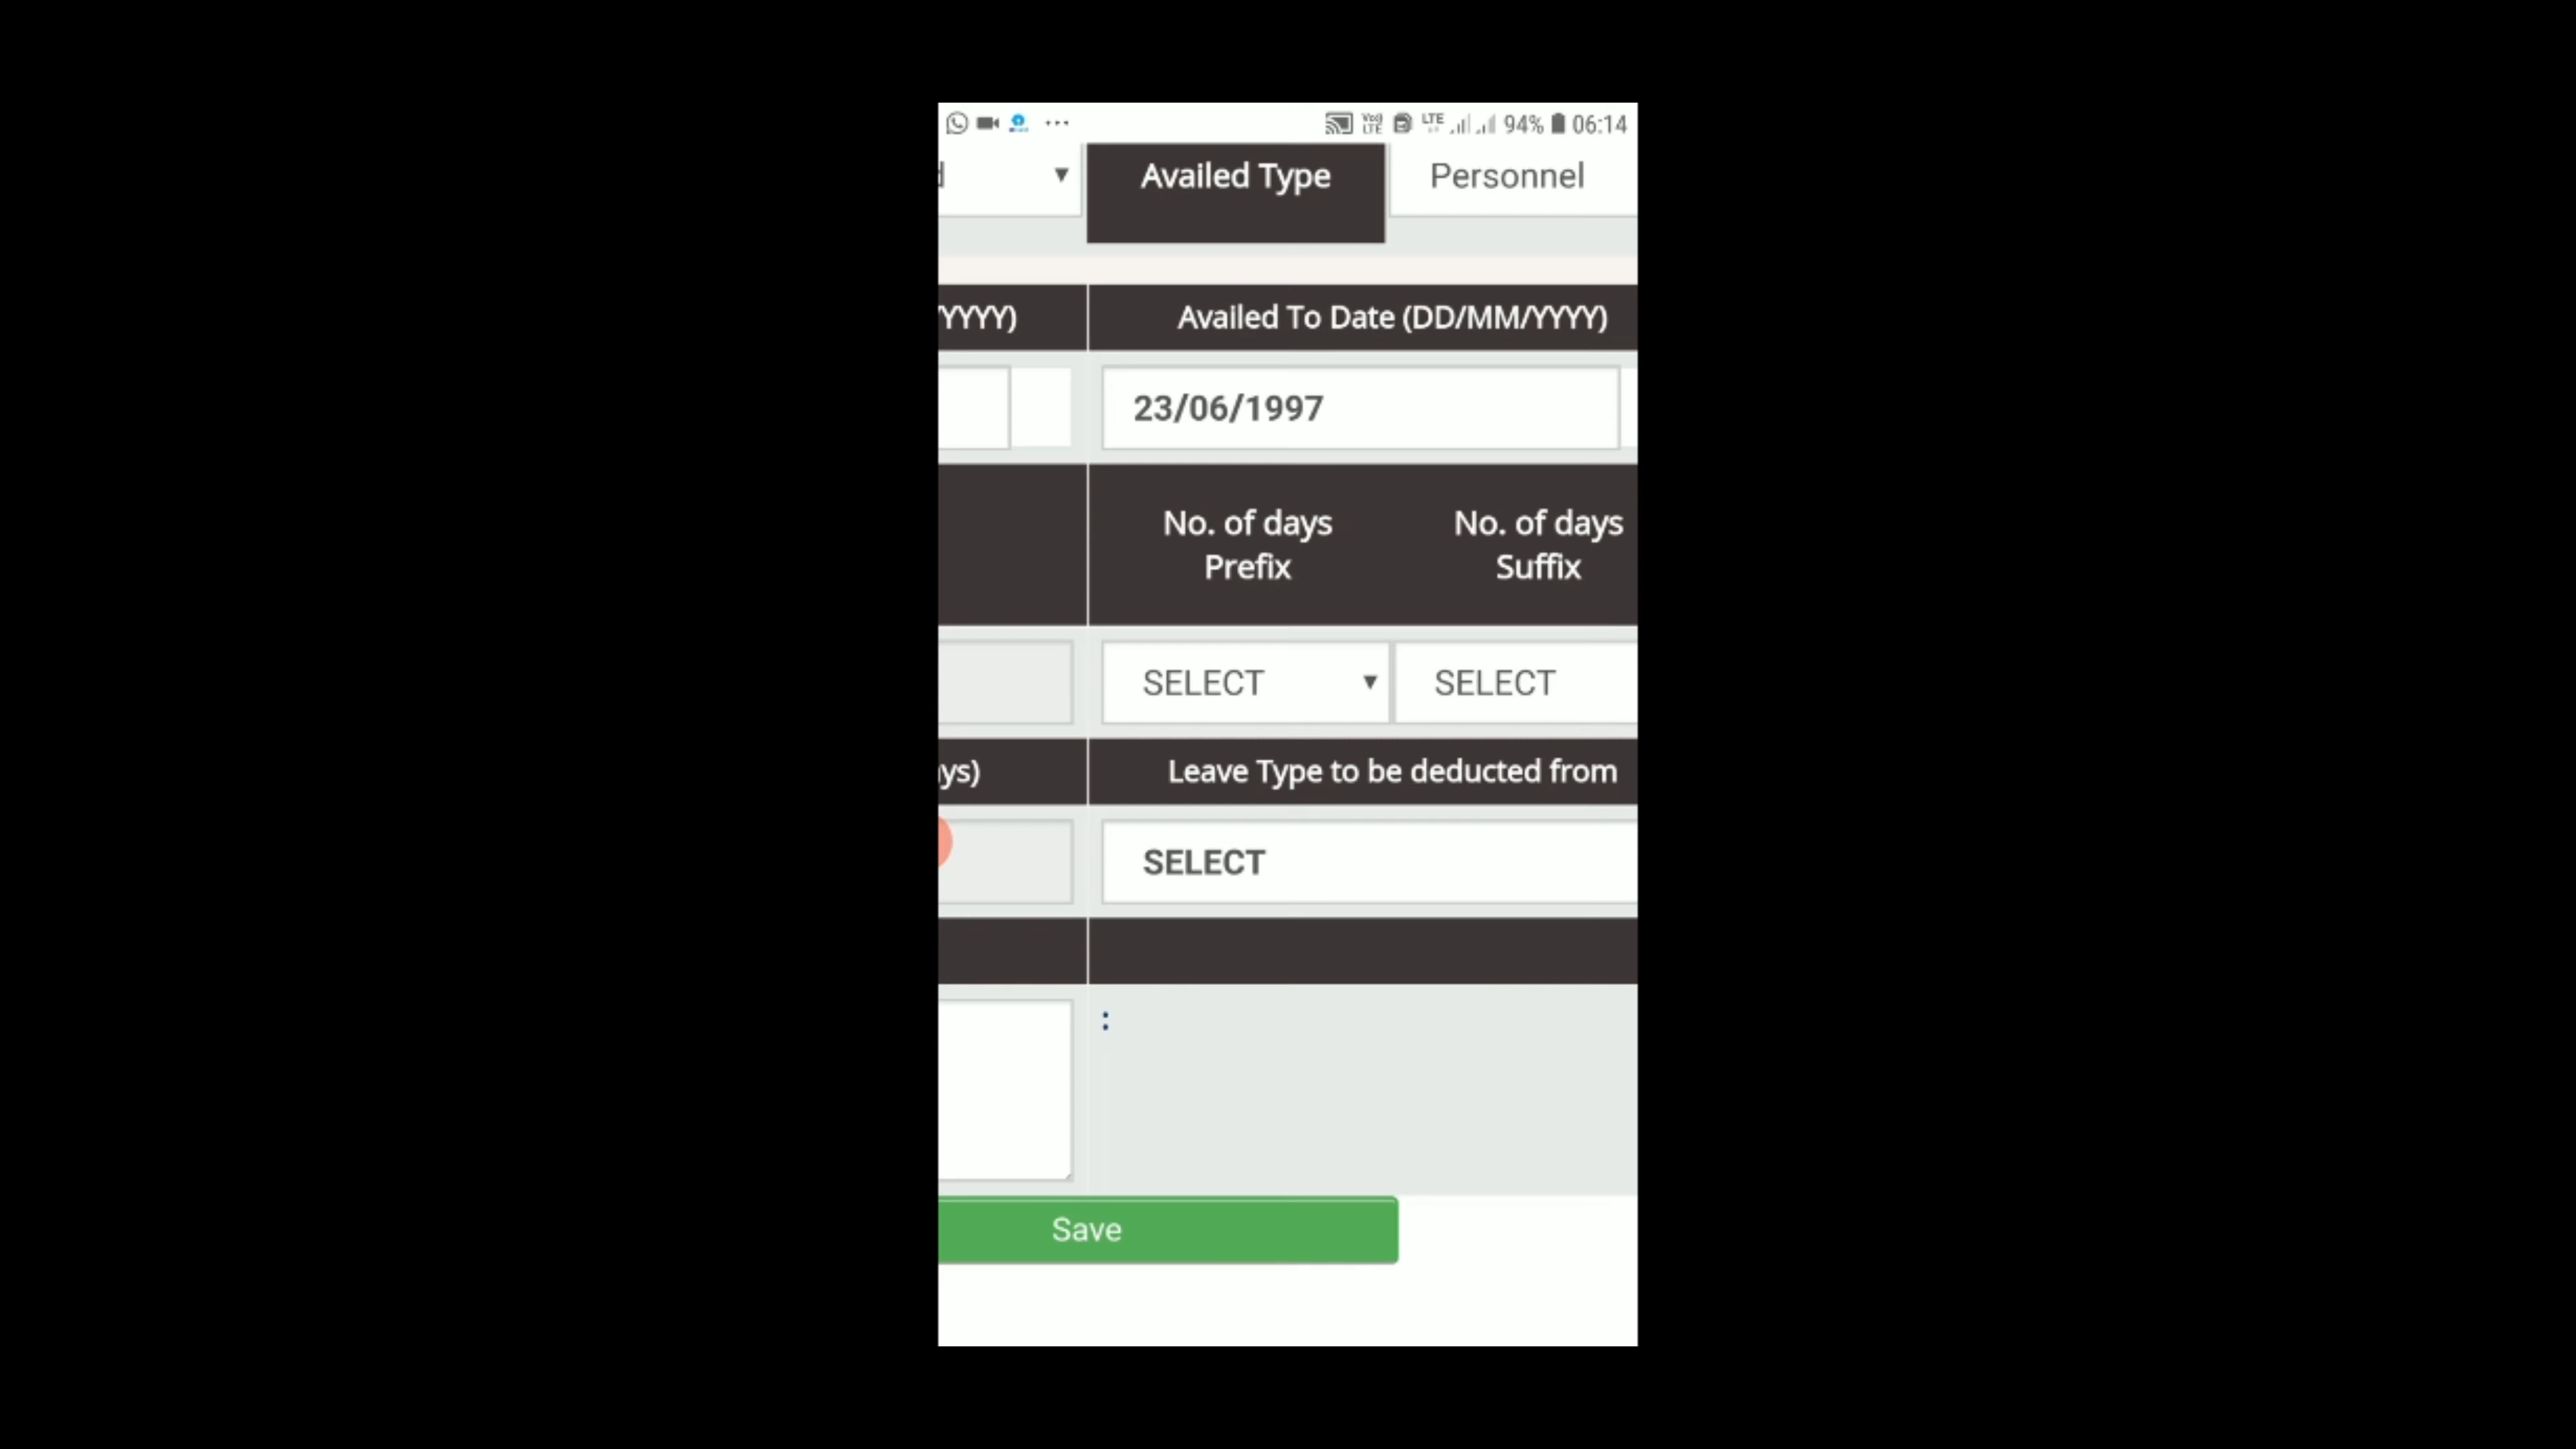 94% 06:14
Availed Type Personnel
YYYY) Availed To Date (DD/MM/YYYY)
23/06/1997
No. of days No. of days
Prefix Suffix
SELECT SELECT
ys) Leave Type to be deducted from
SELECT
:
Save